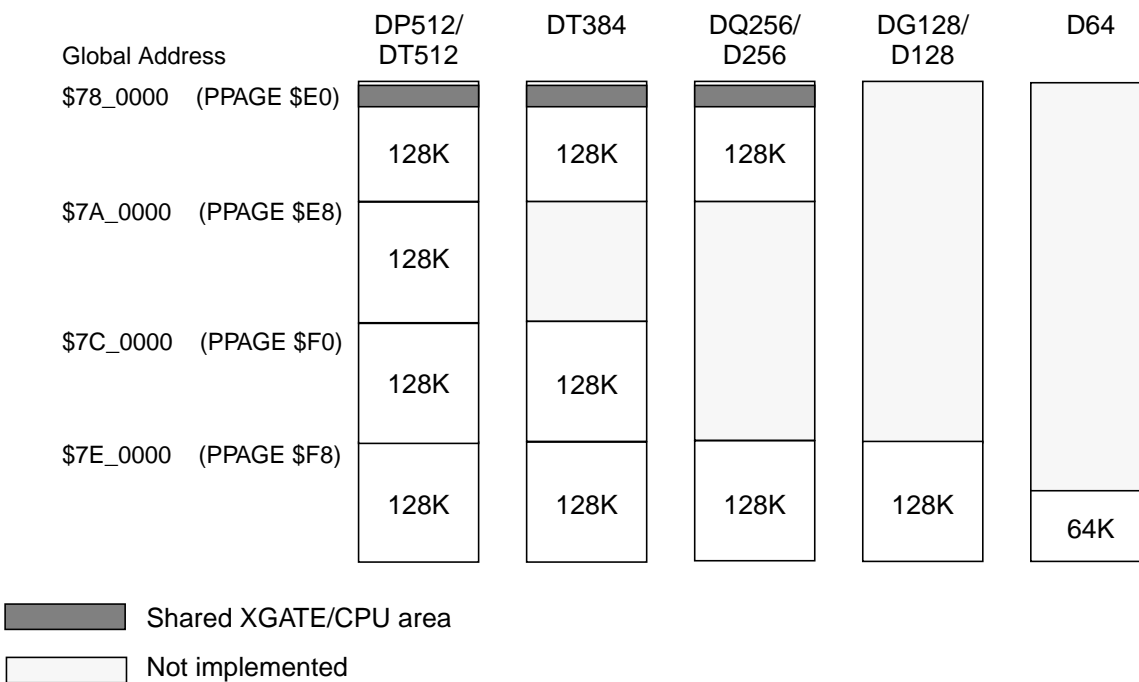 DP512/ DT384 DQ256/ DG128/ D64
Global Address DT512 D256 D128
$78_0000 (PPAGE $E0)
128K 128K 128K
$7A_0000 (PPAGE $E8)
128K
$7C_0000 (PPAGE $F0)
128K 128K
$7E_0000 (PPAGE $F8)
128K 128K 128K 128K
64K
Shared XGATE/CPU area
Not implemented